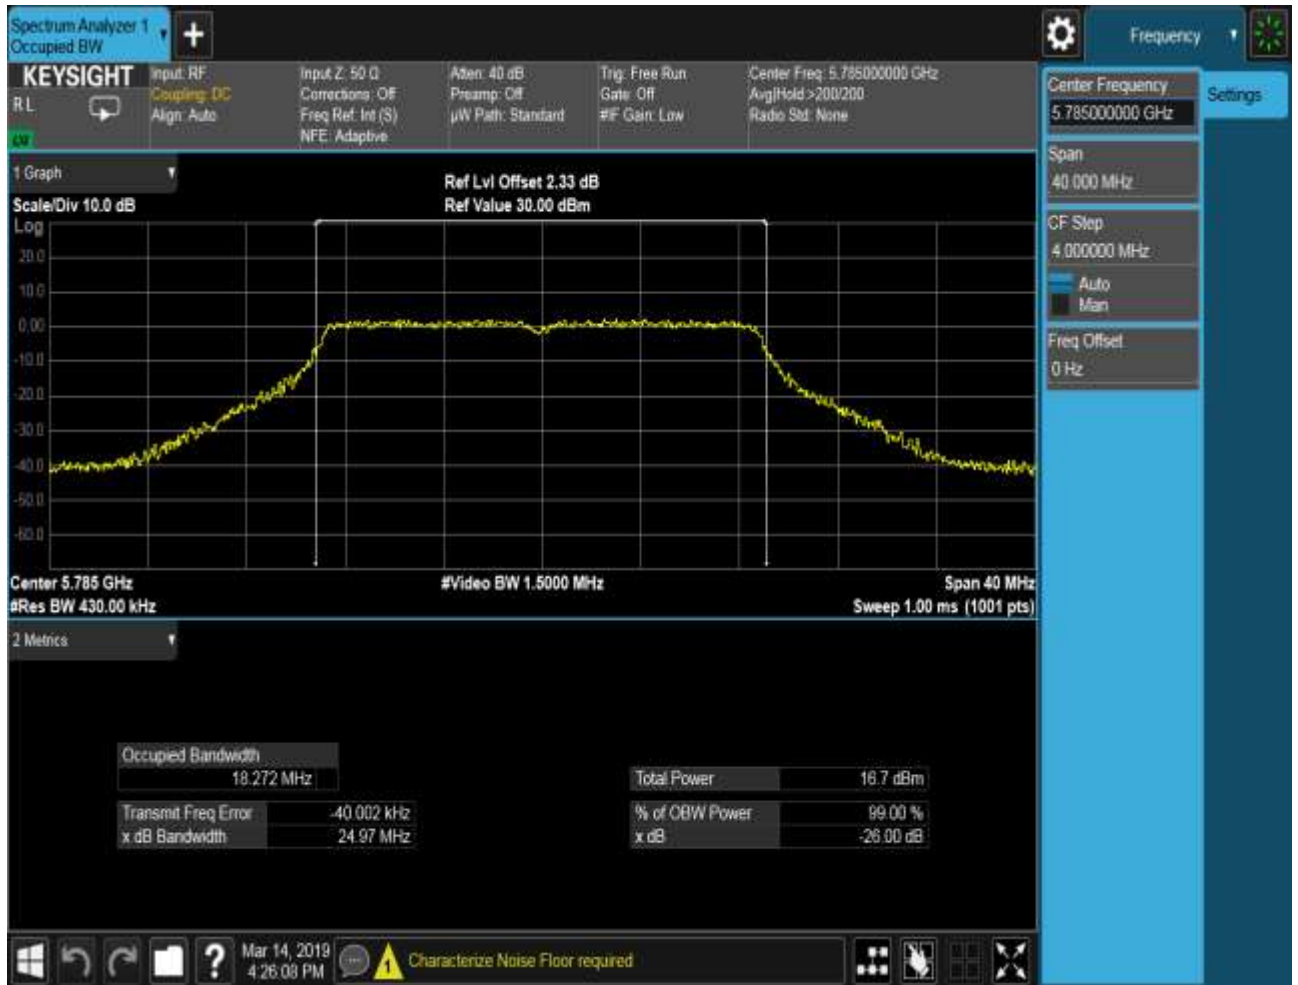 Spectrum Analyzer 1
Occupied BW
Frequency
KEYSIGHT
R L
Input: RF
Coupling: DC
Align: Auto
Input Z: 50 Ω
Corrections: Off
Freq Ref: Int (S)
NFE: Adaptive
Atten: 40 dB
Preamp: Off
µW Path: Standard
Trig: Free Run
Gate: Off
#IF Gain: Low
Center Freq: 5.785000000 GHz
Avg|Hold:>200/200
Radio Std: None
Center Frequency
5.785000000 GHz
Settings
Span
40.000 MHz
CF Step
4.000000 MHz
Auto
Man
Freq Offset
0 Hz
1 Graph
Scale/Div 10.0 dB
Ref Lvl Offset 2.33 dB
Ref Value 30.00 dBm
Log
20.0
10.0
0.00
-10.0
-20.0
-30.0
-40.0
-50.0
-60.0
Center 5.785 GHz
#Video BW 1.5000 MHz
Span 40 MHz
#Res BW 430.00 kHz
Sweep 1.00 ms (1001 pts)
2 Metrics
Occupied Bandwidth
18.272 MHz
Total Power 16.7 dBm
Transmit Freq Error -40.002 kHz
% of OBW Power 99.00 %
x dB Bandwidth 24.97 MHz
x dB -26.00 dB
?
Mar 14, 2019
4:26:08 PM
1
Characterize Noise Floor required